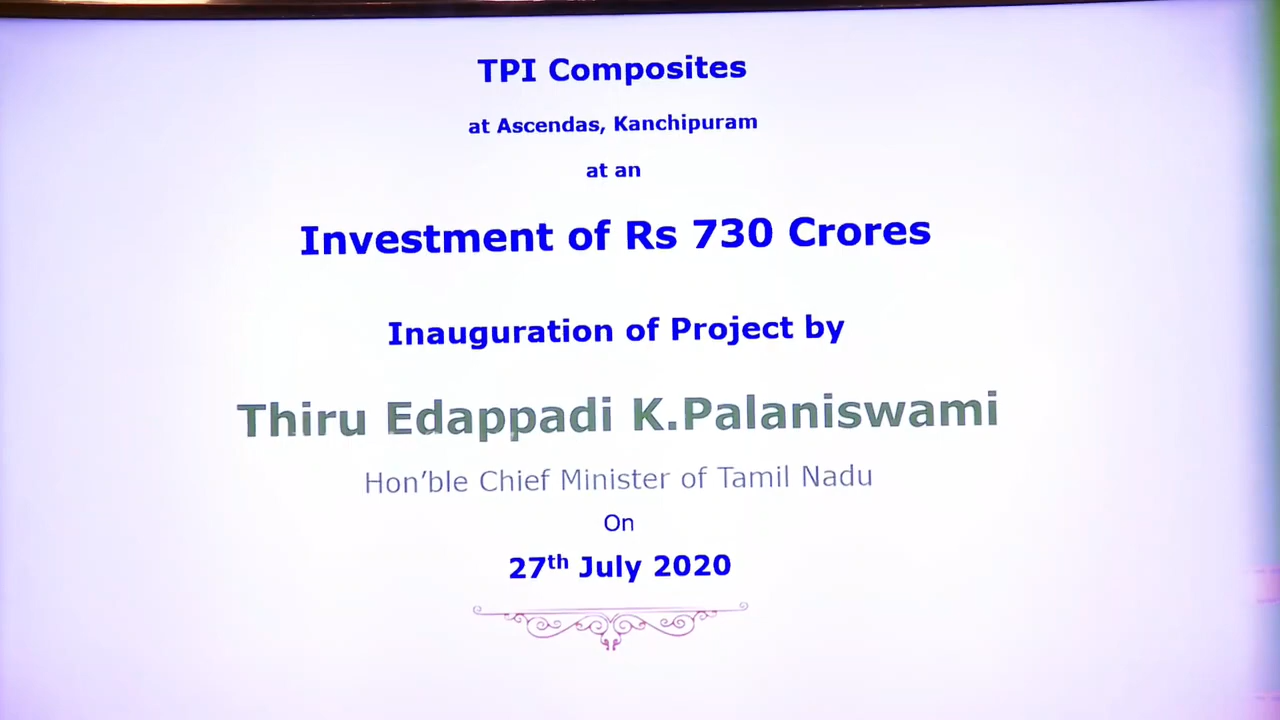 TPI Composites
at Ascendas, Kanchipuram
at an
Investment of Rs 730 Crores
Inauguration of Project by
Thiru Edappadi K.Palaniswami
Hon’ble Chief Minister of Tamil Nadu
On
27th July 2020